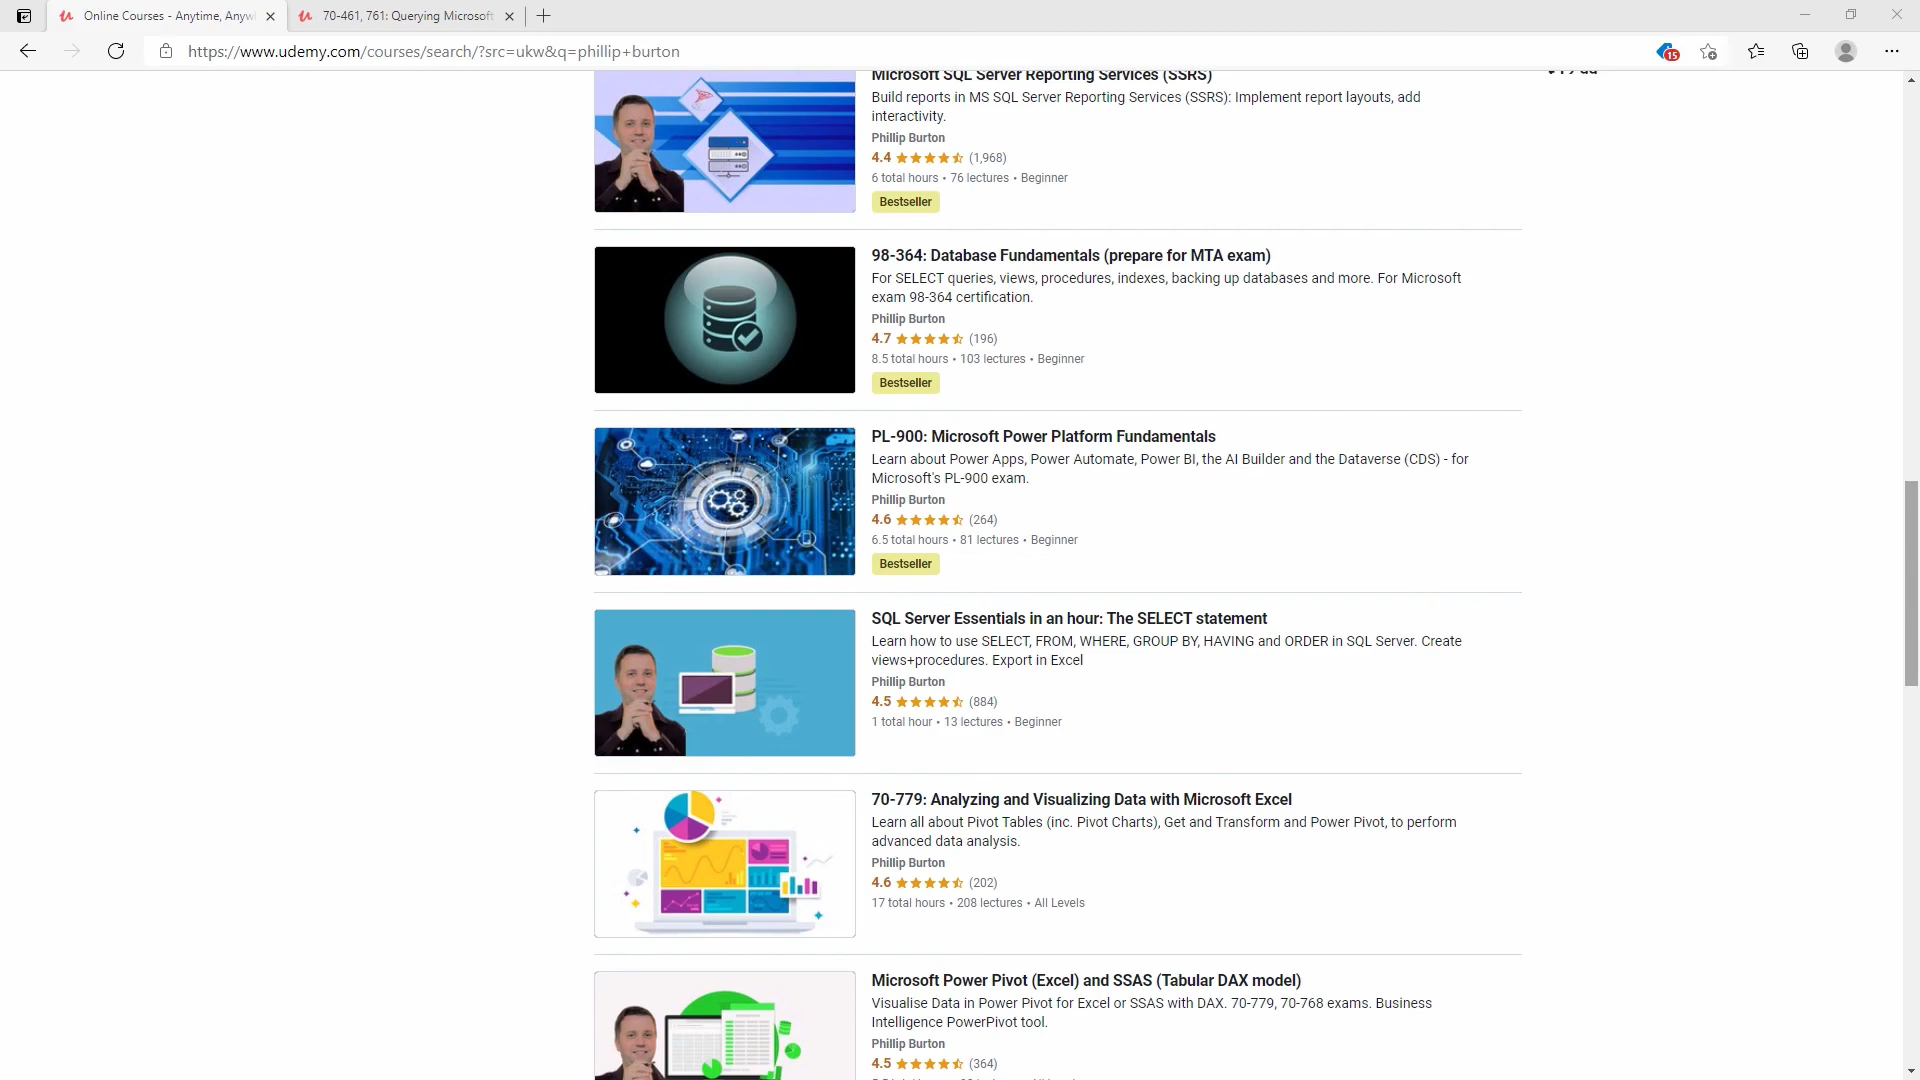 Online Courses - Anytime, Anyw
70-461, 761: Querying Microsoft
https://www.udemy.com/courses/search/?src=ukw&q=phillip+burton
15
Microsoft SQL Server Reporting Services (SSRS)
Build reports in MS SQL Server Reporting Services (SSRS): Implement report layouts, add
interactivity.
Phillip Burton
4.4 (1,968)
6 total hours • 76 lectures • Beginner
Bestseller
98-364: Database Fundamentals (prepare for MTA exam)
For SELECT queries, views, procedures, indexes, backing up databases and more. For Microsoft
exam 98-364 certification.
Phillip Burton
4.7 (196)
8.5 total hours • 103 lectures • Beginner
Bestseller
PL-900: Microsoft Power Platform Fundamentals
Learn about Power Apps, Power Automate, Power BI, the AI Builder and the Dataverse (CDS) - for
Microsoft's PL-900 exam.
Phillip Burton
4.6 (264)
6.5 total hours • 81 lectures • Beginner
Bestseller
SQL Server Essentials in an hour: The SELECT statement
Learn how to use SELECT, FROM, WHERE, GROUP BY, HAVING and ORDER in SQL Server. Create
views+procedures. Export in Excel
Phillip Burton
4.5 (884)
1 total hour • 13 lectures • Beginner
70-779: Analyzing and Visualizing Data with Microsoft Excel
Learn all about Pivot Tables (inc. Pivot Charts), Get and Transform and Power Pivot, to perform
advanced data analysis.
Phillip Burton
4.6 (202)
17 total hours • 208 lectures • All Levels
Microsoft Power Pivot (Excel) and SSAS (Tabular DAX model)
Visualise Data in Power Pivot for Excel or SSAS with DAX. 70-779, 70-768 exams. Business
Intelligence PowerPivot tool.
Phillip Burton
4.5 (364)